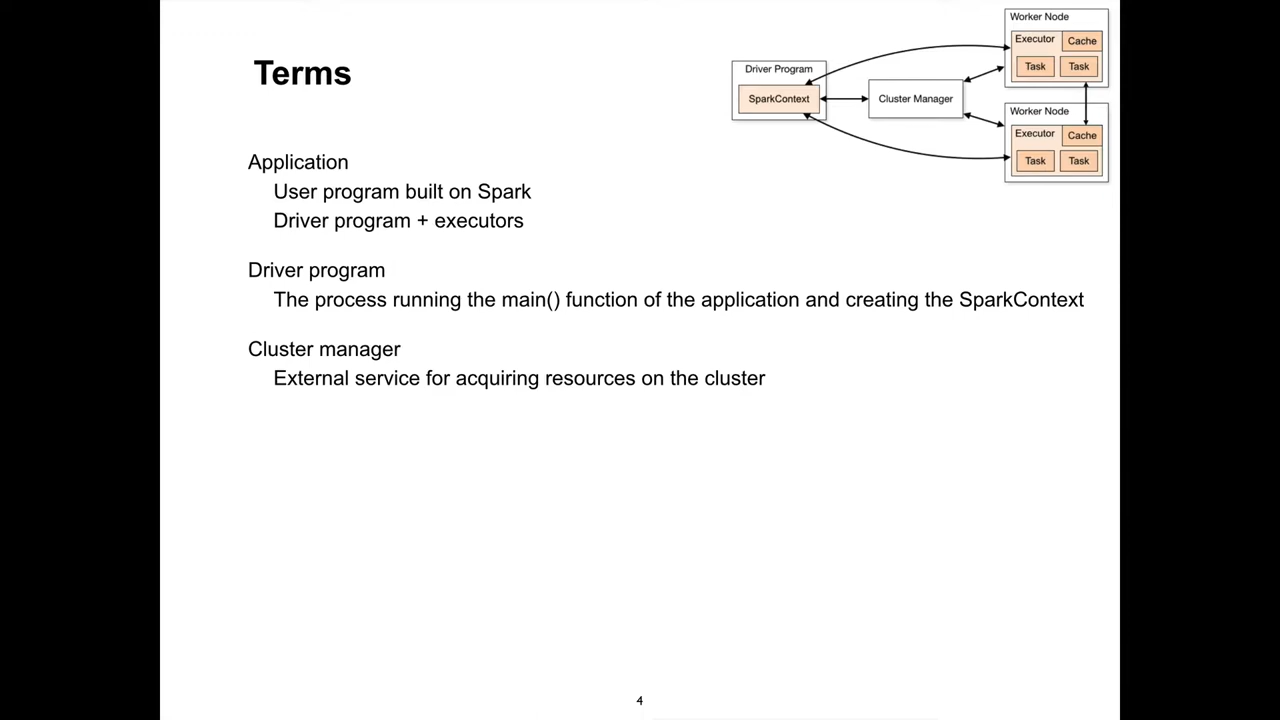 Terms
Driver Program
SparkContext
Cluster Manager
Worker Node
Executor
Cache
Task
Task
Worker Node
Executor
Cache
Task
Task
Application
User program built on Spark
Driver program + executors
Driver program
The process running the main() function of the application and creating the SparkContext
Cluster manager
External service for acquiring resources on the cluster
4